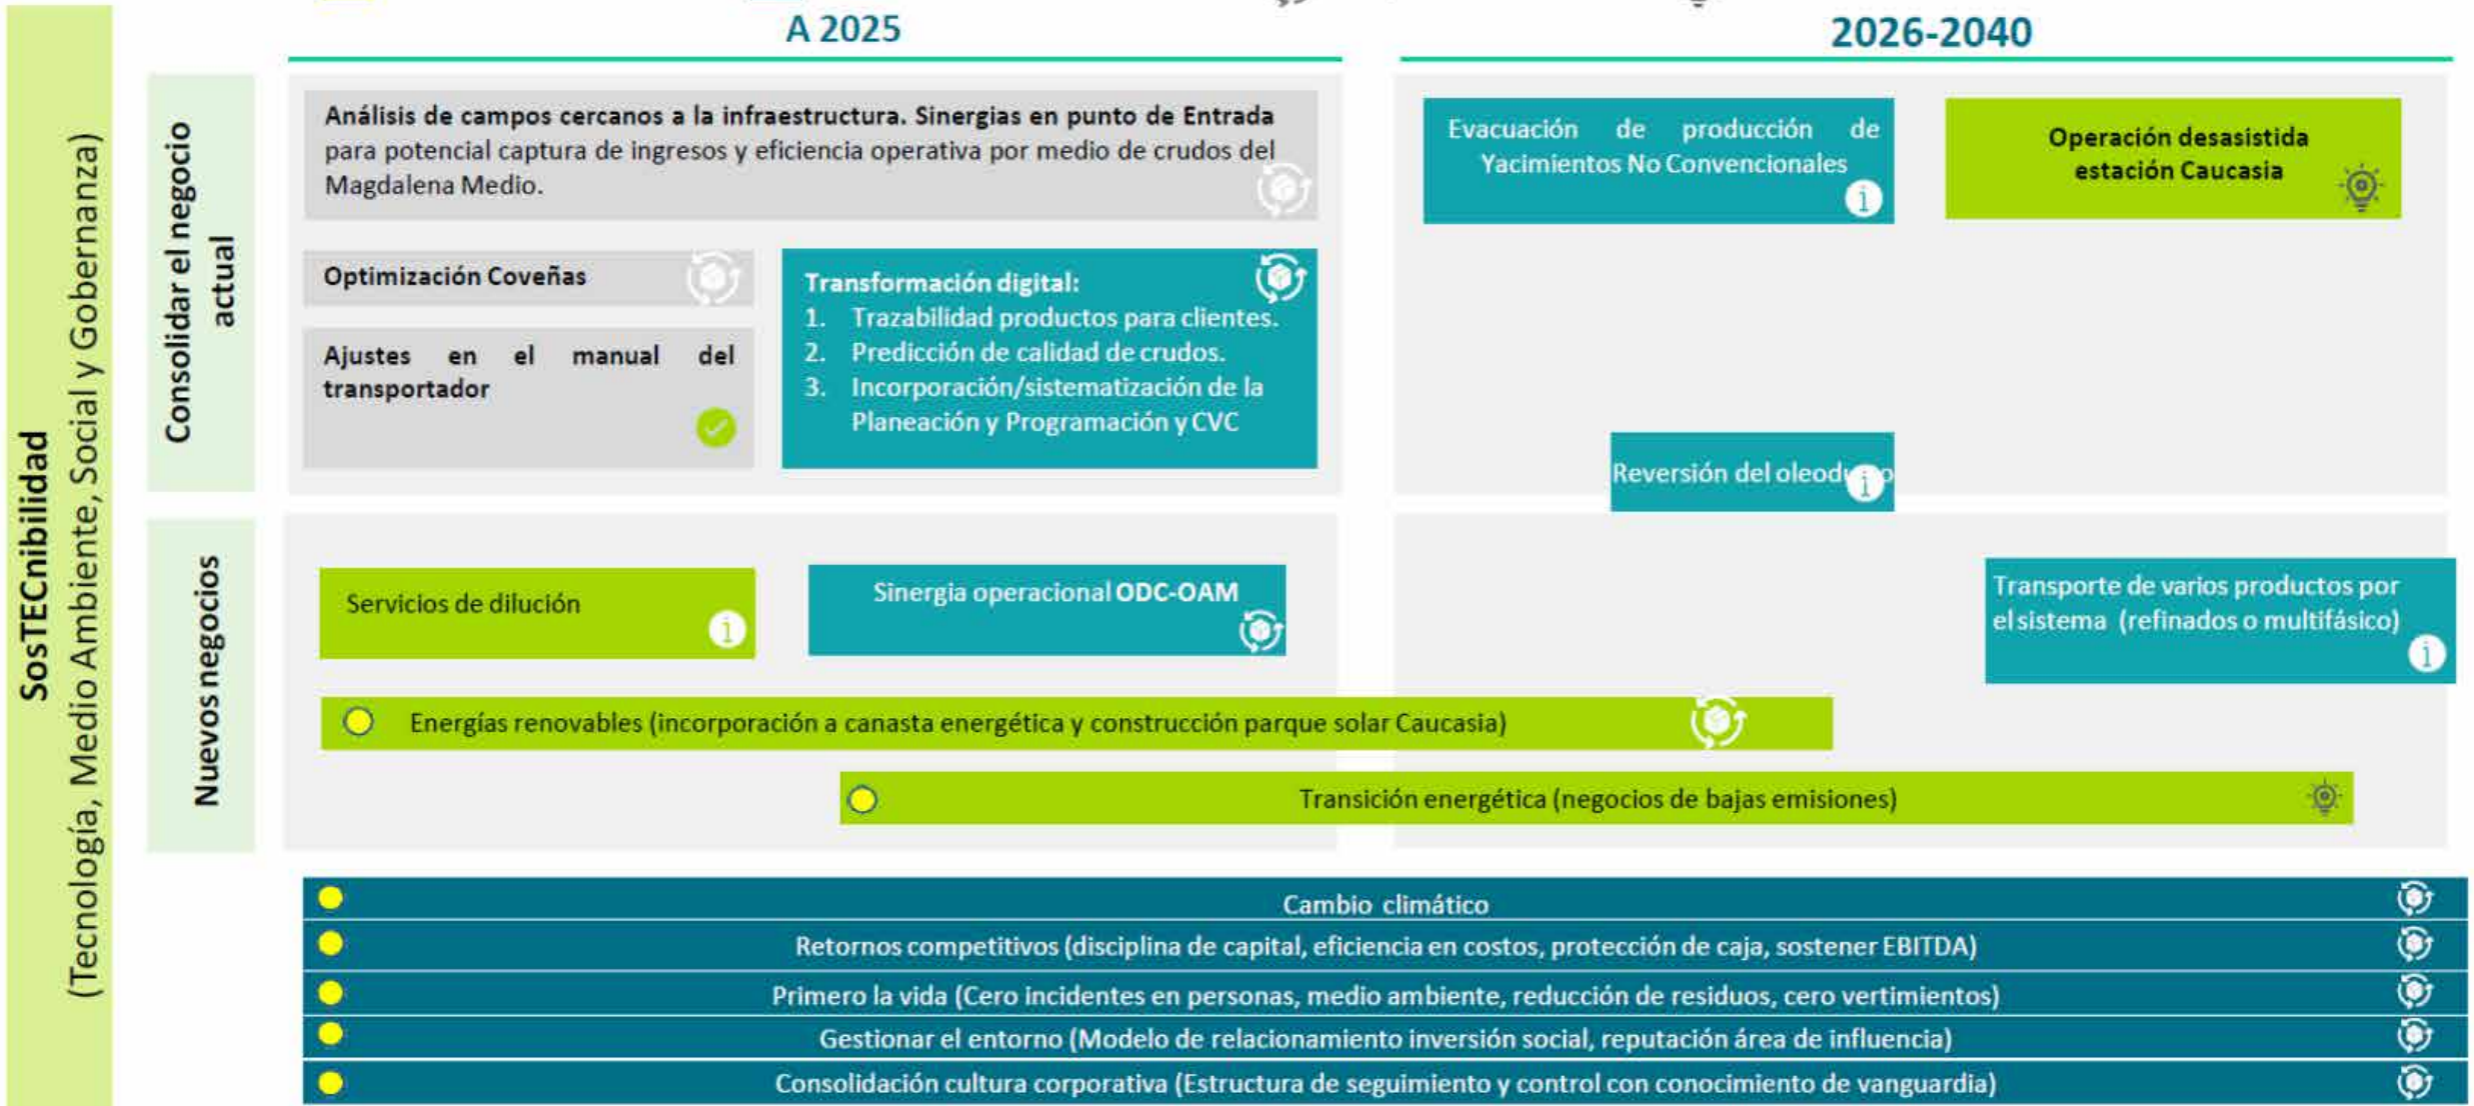 A 2025
2026-2040
SosTECnibilidad
(Tecnología, Medio Ambiente, Social y Gobernanza)
Consolidar el negocio
actual
Análisis de campos cercanos a la infraestructura. Sinergias en punto de Entrada
para potencial captura de ingresos y eficiencia operativa por medio de crudos del
Magdalena Medio.
Optimización Coveñas
Ajustes en el manual del
transportador
Transformación digital:
1. Trazabilidad productos para clientes.
2. Predicción de calidad de crudos.
3. Incorporación/sistematización de la
Planeación y Programación y CVC
Evacuación de producción de
Yacimientos No Convencionales
i
Operación desasistida
estación Caucasia
Reversión del
i
Nuevos negocios
Servicios de dilución
i
Sinergia operacional ODC-OAM
Transporte de varios productos por
el sistema (refinados o multifásico)
i
Energías renovables (incorporación a canasta energética y construcción parque solar Caucasia)
Transición energética (negocios de bajas emisiones)
Cambio climático
Retornos competitivos (disciplina de capital, eficiencia en costos, protección de caja, sostener EBITDA)
Primero la vida (Cero incidentes en personas, medio ambiente, reducción de residuos, cero vertimientos)
Gestionar el entorno (Modelo de relacionamiento inversión social, reputación área de influencia)
Consolidación cultura corporativa (Estructura de seguimiento y control con conocimiento de vanguardia)